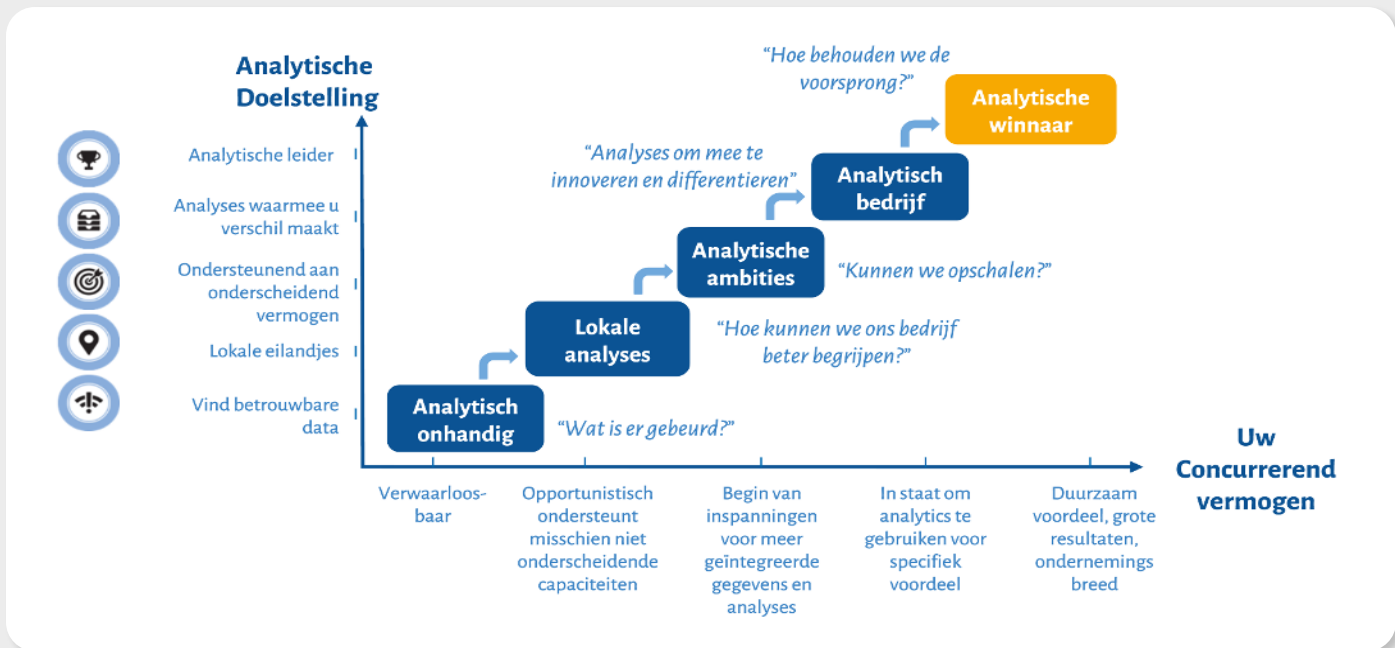 Analytische
Doelstelling
Analytische leider
Analyses waarmee u
verschil maakt
Ondersteunend aan
onderscheidend
vermogen
Lokale eilandjes
Vind betrouwbare
data
“Hoe behouden we de
voorsprong?”
Analytische
winnaar
“Analyses om mee te
innoveren en differentieren”
Analytisch
bedrijf
Analytische
ambities
“Kunnen we opschalen?”
Lokale
analyses
“Hoe kunnen we ons bedrijf
beter begrijpen?”
Analytisch
onhandig
“Wat is er gebeurd?”
Uw
Concurrerend
vermogen
Verwaarloos-
baar
Opportunistisch
ondersteunt
misschien niet
onderscheidende
capaciteiten
Begin van
inspanningen
voor meer
geïntegreerde
gegevens en
analyses
In staat om
analytics te
gebruiken voor
specifiek
voordeel
Duurzaam
voordeel, grote
resultaten,
ondernemings
breed